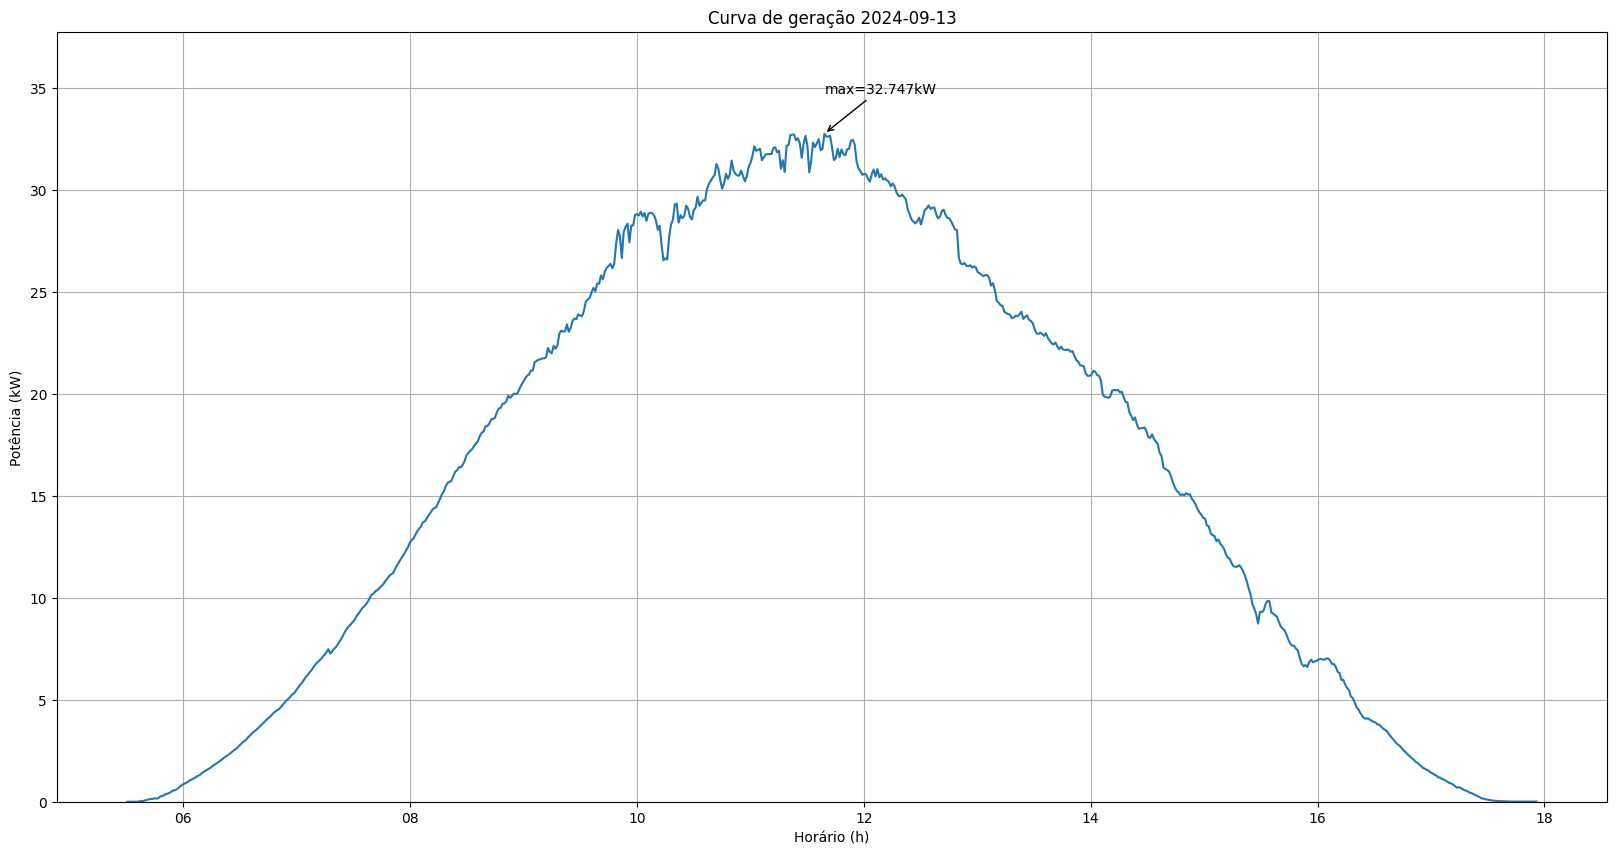 Curva de geração 2024-09-13
max=32.747kW
35
30
25
20
15
10
5
0
Potência (kW)
06 08 10 12 14 16 18
Horário (h)